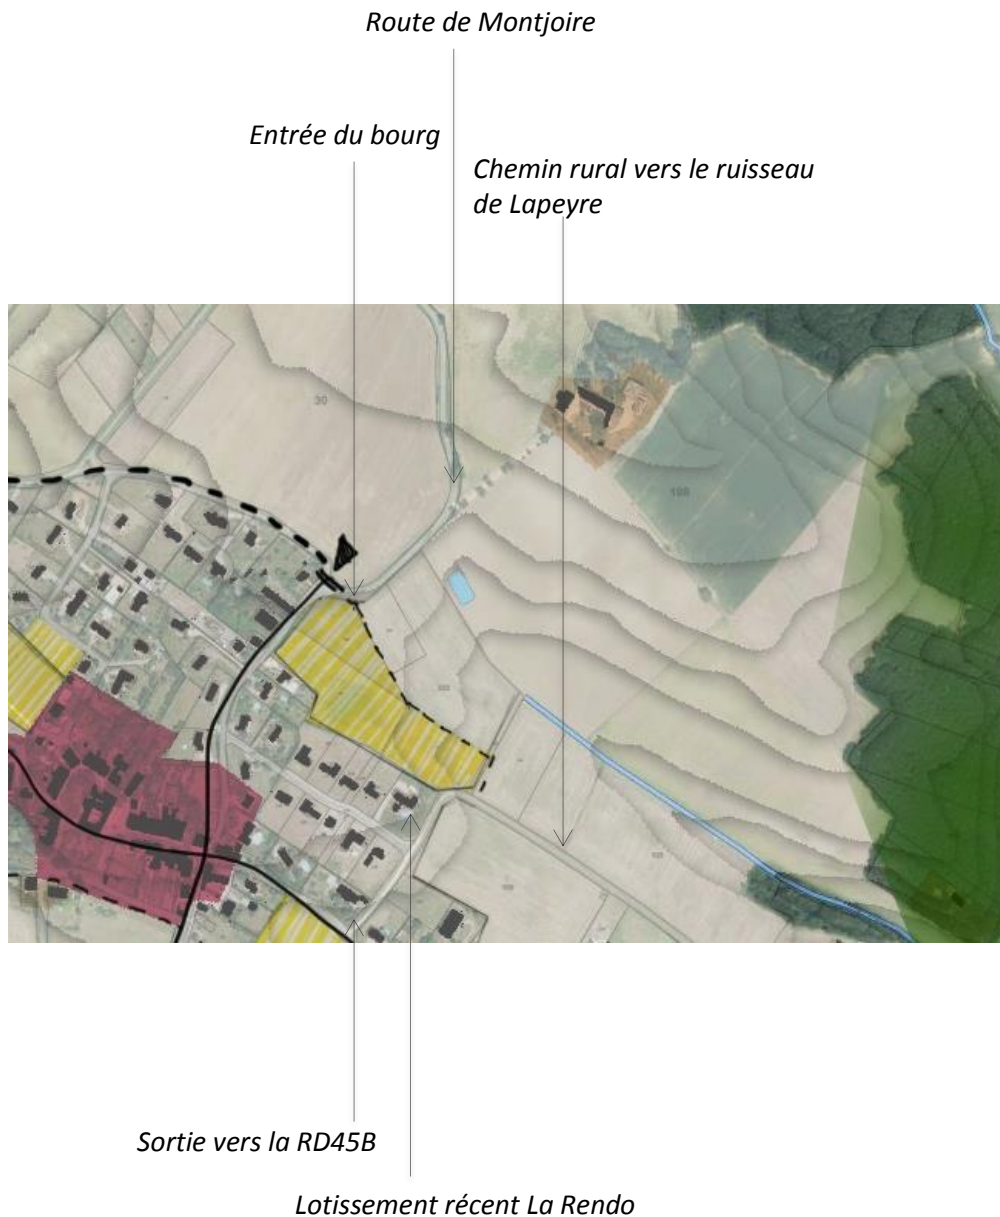 Route de Montjoire
Entrée du bourg
Chemin rural vers le ruisseau
de Lapeyre
30
Sortie vers la RD45B
Lotissement récent La Rendo